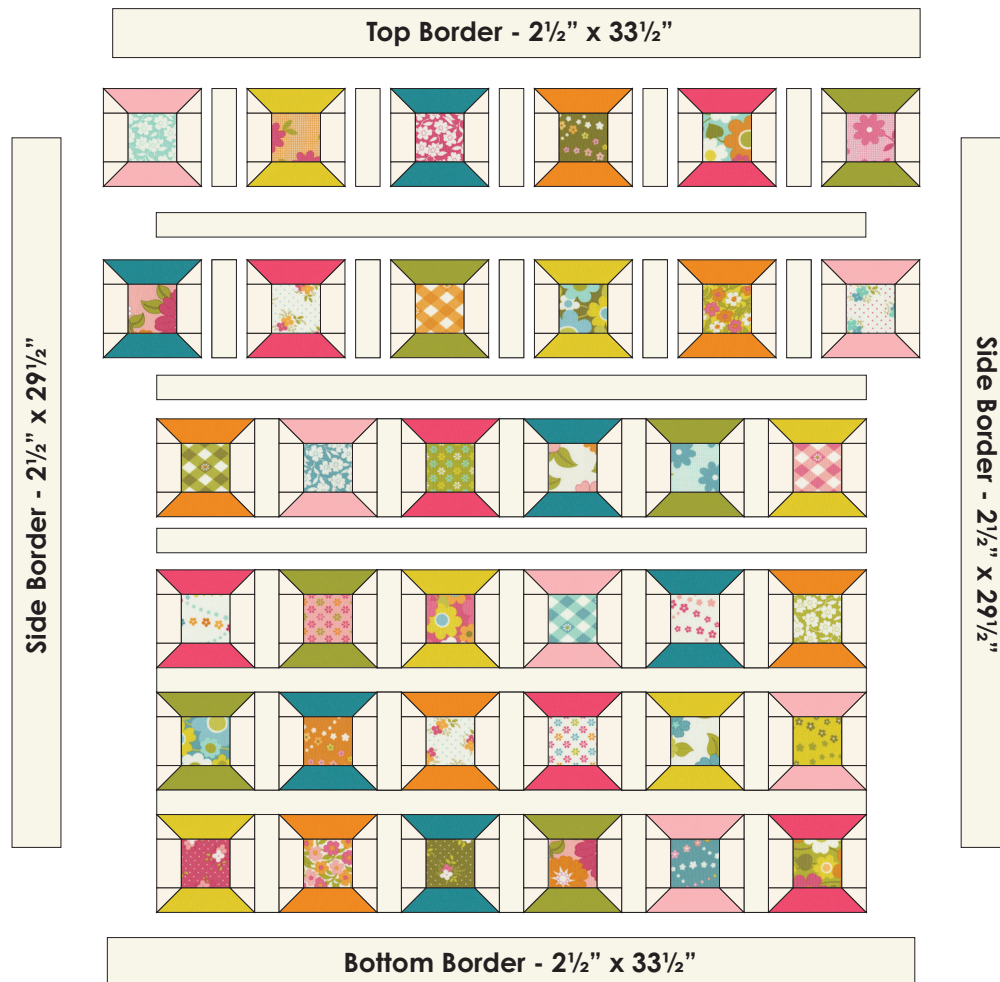 Top Border - 2½” x 33½”
Side Border - 2½” x 29½”
Side Border - 2½” x 29½”
Bottom Border - 2½” x 33½”